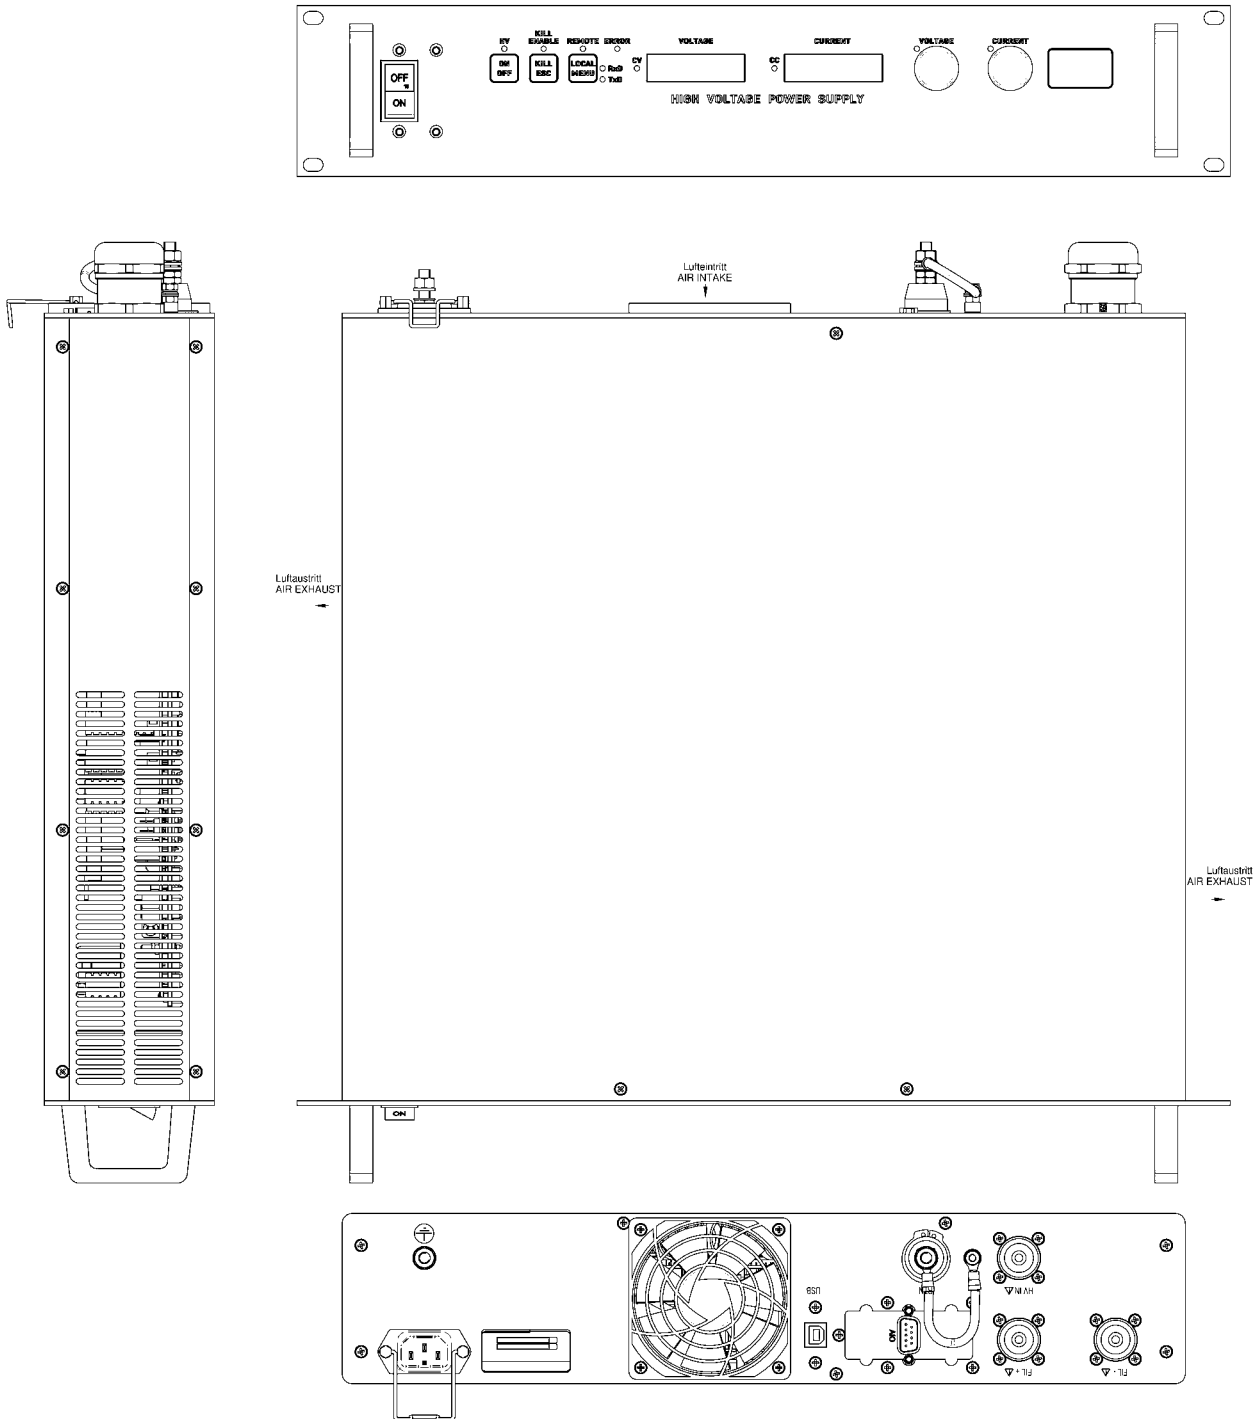 KILL
HV ENABLE REMOTE ERROR VOLTAGE CURRENT VOLTAGE CURRENT
ON KILL LOCAL CV CC
OFF ESC MENU RxD
TxD
OFF
ON
HIGH VOLTAGE POWER SUPPLY
Lufteintritt
AIR INTAKE
Luftaustritt
AIR EXHAUST
Luftaustritt
AIR EXHAUST
ON
USB
HV IN
A/O
FIL +
FIL -